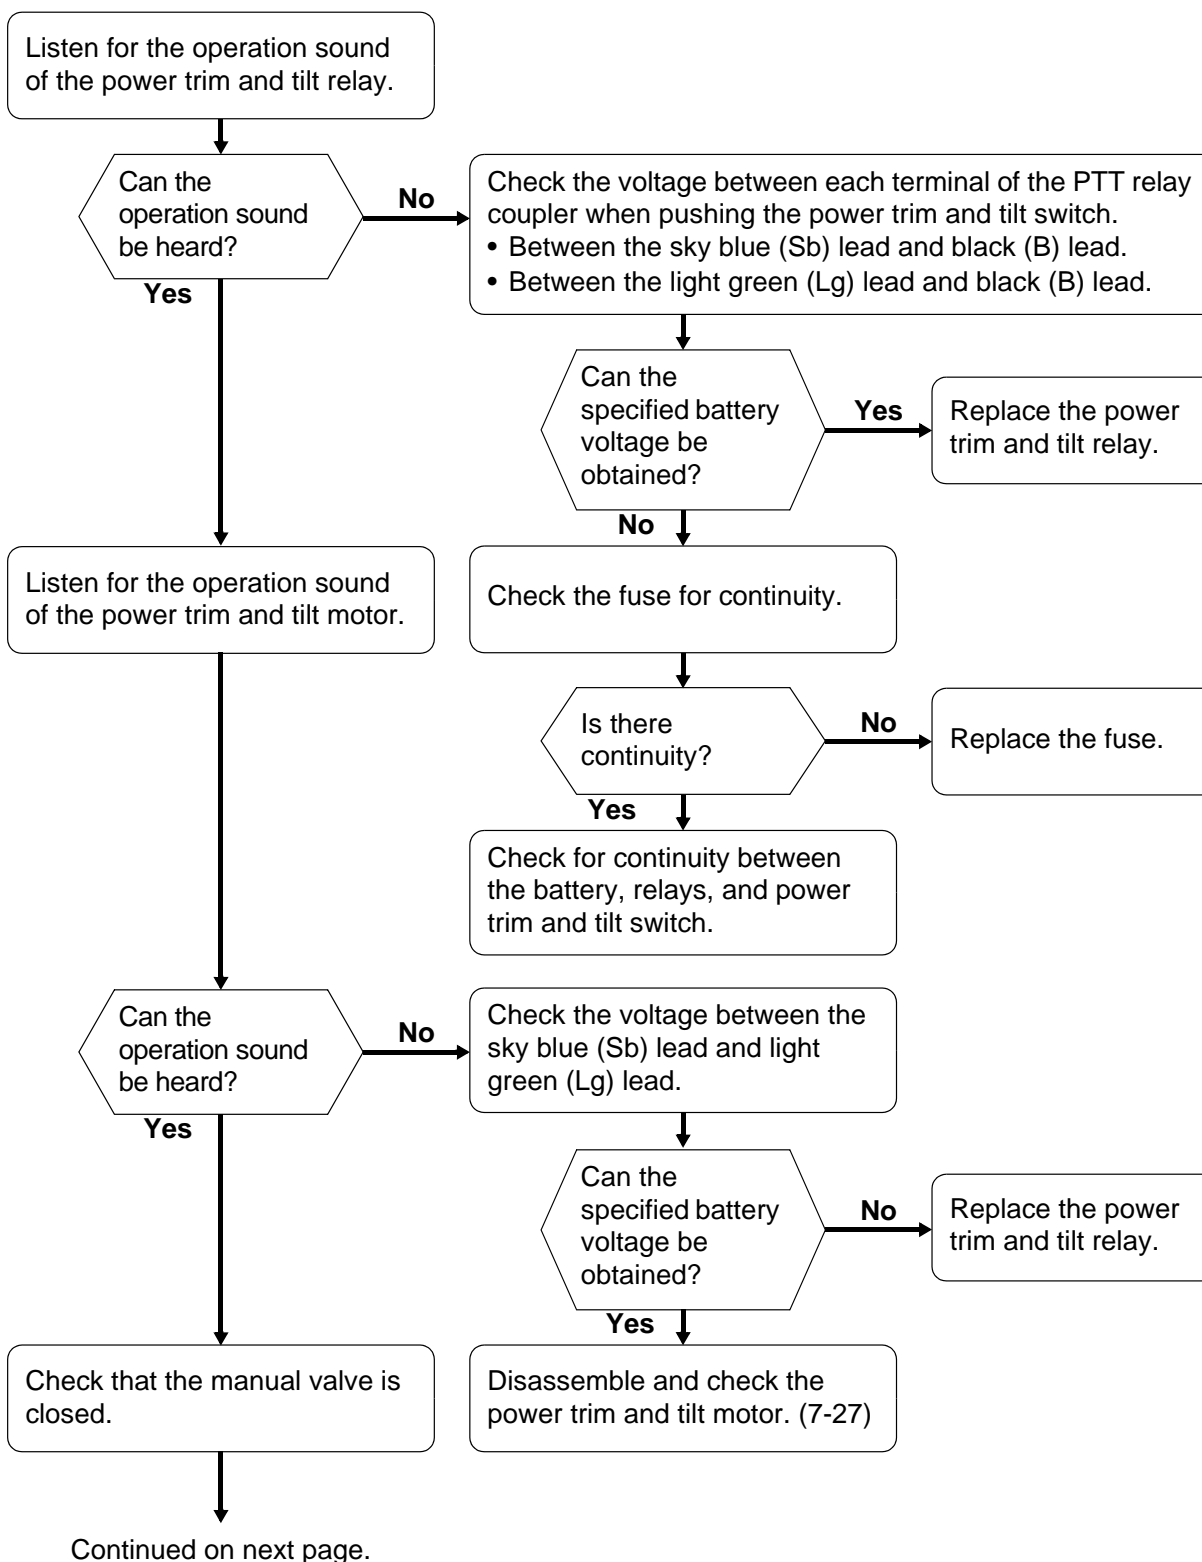 Listen for the operation sound
of the power trim and tilt relay.
Can the
operation sound
be heard?
No
Yes
Check the voltage between each terminal of the PTT relay
coupler when pushing the power trim and tilt switch.
• Between the sky blue (Sb) lead and black (B) lead.
• Between the light green (Lg) lead and black (B) lead.
Can the
specified battery
voltage be
obtained?
Yes
No
Replace the power
trim and tilt relay.
Listen for the operation sound
of the power trim and tilt motor.
Check the fuse for continuity.
Is there
continuity?
No
Yes
Replace the fuse.
Check for continuity between
the battery, relays, and power
trim and tilt switch.
Can the
operation sound
be heard?
No
Yes
Check the voltage between the
sky blue (Sb) lead and light
green (Lg) lead.
Can the
specified battery
voltage be
obtained?
No
Yes
Replace the power
trim and tilt relay.
Check that the manual valve is
closed.
Disassemble and check the
power trim and tilt motor. (7-27)
Continued on next page.